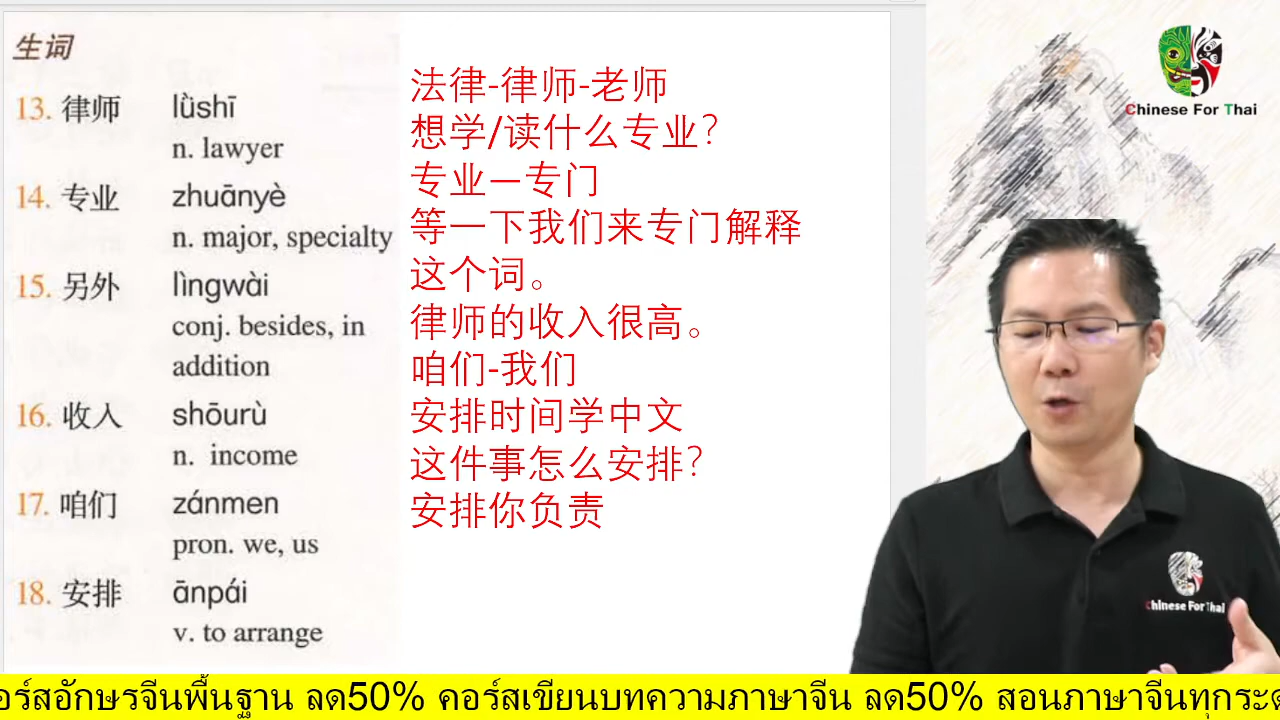 生词
13. 律师 lǜshī
n. lawyer
14. 专业 zhuānyè
n. major, specialty
15. 另外 lìngwài
conj. besides, in
addition
16. 收入 shōurù
n. income
17. 咱们 zánmen
pron. we, us
18. 安排 ānpái
v. to arrange
法律-律师-老师
想学/读什么专业？
专业—专门
等一下我们来专门解释
这个词。
律师的收入很高。
咱们-我们
安排时间学中文
这件事怎么安排？
安排你负责
Chinese For Thai
Chinese For Thai
อร์สอักษรจีนพื้นฐาน ลด50% คอร์สเขียนบทความภาษาจีน ลด50% สอนภาษาจีนทุกระดั